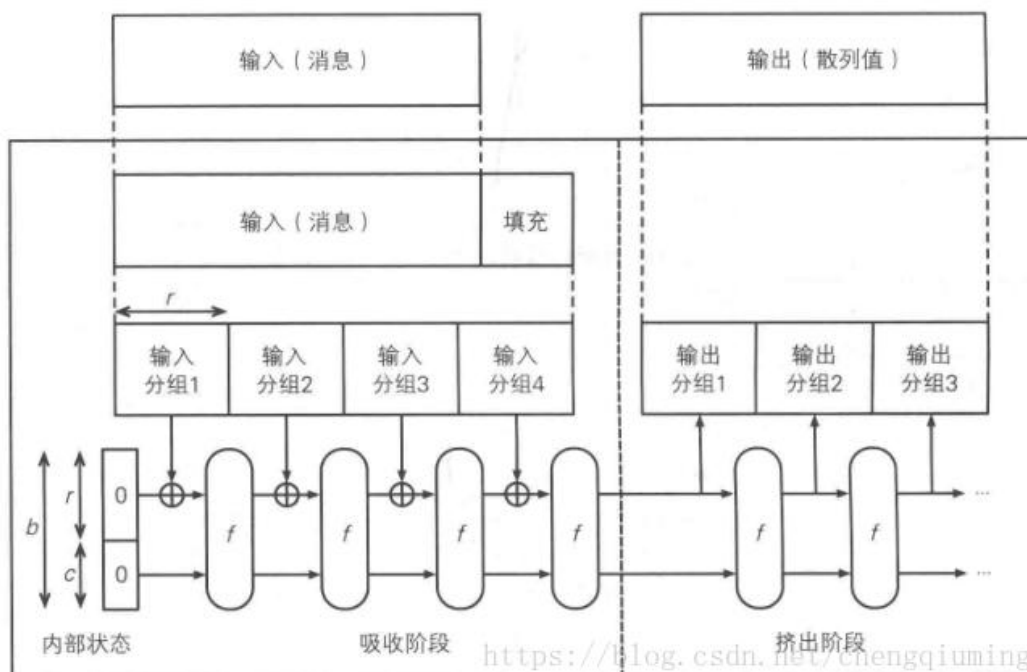 输入（消息）
输出（散列值）
输入（消息）
填充
r
输入
分组1
输入
分组2
输入
分组3
输入
分组4
输出
分组1
输出
分组2
输出
分组3
b
r
c
0
0
f
f
f
f
f
f
...
...
内部状态
吸收阶段
挤出阶段
https://blog.csdn.net/chengqiuming